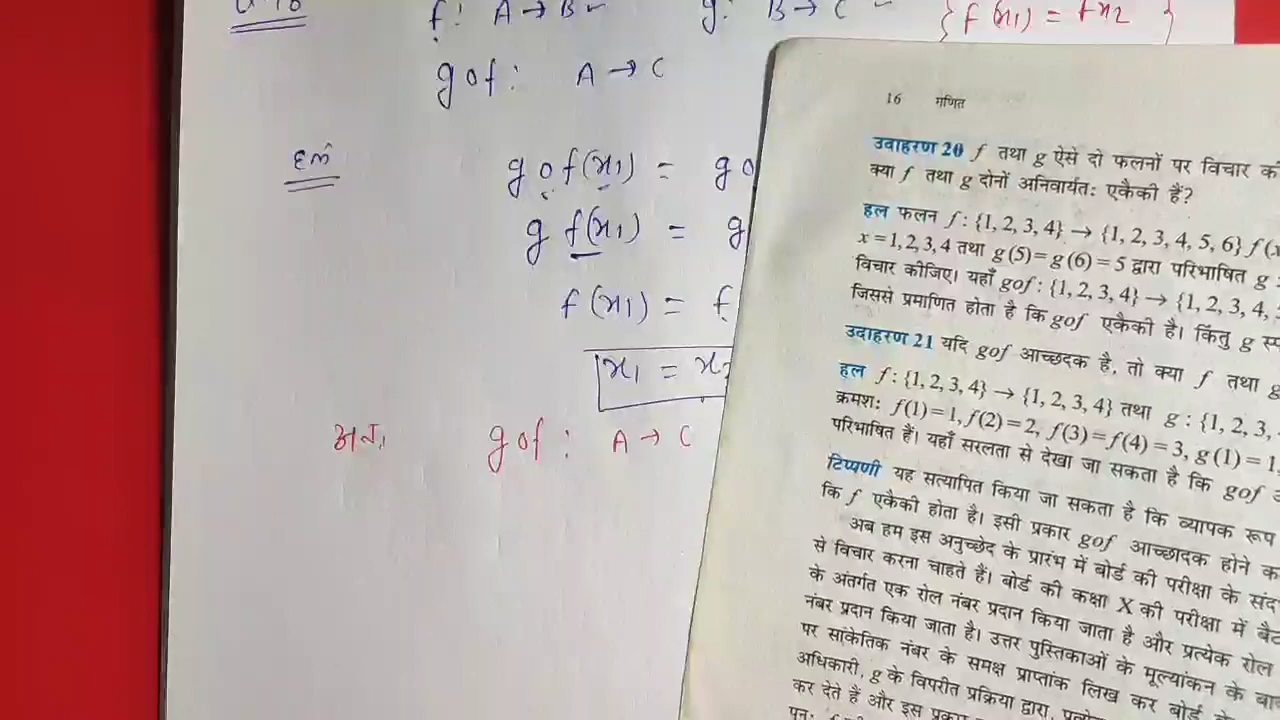 f: A → B g: B → C { f(x1) = fx2 }
gof: A → C
gof(x1) = go
g f(x1) = g
f(x1) = f
x1 = x
gof: A → C
16 गणित
उदाहरण 20 f तथा g ऐसे दो फलनों पर विचार
क्या f तथा g दोनों अनिवार्यतः एकैकी हैं?
हल फलन f : {1, 2, 3, 4} → {1, 2, 3, 4, 5, 6} f(x
x = 1, 2, 3, 4 तथा g(5) = g(6) = 5 द्वारा परिभाषित g :
विचार कीजिए। यहाँ gof : {1, 2, 3, 4} → {1, 2, 3, 4,
जिससे प्रमाणित होता है कि gof एकैकी है। किंतु g
उदाहरण 21 यदि gof आच्छदक है, तो क्या f तथा g
हल f : {1, 2, 3, 4} → {1, 2, 3, 4} तथा g : {1, 2, 3,
क्रमशः f(1) = 1, f(2) = 2, f(3) = f(4) = 3, g(1) = 1,
परिभाषित हैं। यहाँ सरलता से देखा जा सकता है कि gof
टिप्पणी यह सत्यापित किया जा सकता है कि व्यापक रूप
कि f एकैकी होता है। इसी प्रकार gof आच्छादक होने
अब हम इस अनुच्छेद के प्रारंभ में बोर्ड की परीक्षा के
से विचार करना चाहते हैं। बोर्ड की कक्षा X की परीक्षा में
के अंतर्गत एक रोल नंबर प्रदान किया जाता है और प्रत्येक रोल
नंबर प्रदान किया जाता है। उत्तर पुस्तिकाओं के मूल्यांकन के
पर सांकेतिक नंबर के समक्ष प्राप्तांक लिख कर बोर्ड
अधिकारी, g के विपरीत प्रक्रिया द्वारा,
कर देते हैं और इस